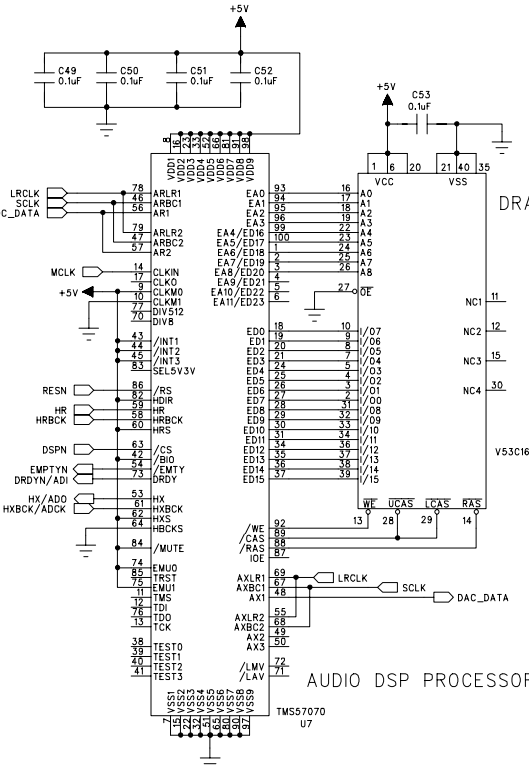 +5V
C49 0.1uF
C50 0.1uF
C51 0.1uF
C52 0.1uF
+5V
C53 0.1uF
8 16 23 33 52 66 81 91 98
VDD1 VDD2 VDD3 VDD4 VDD5 VDD6 VDD7 VDD8 VDD9
1 6 20 21 40 35
VCC VSS
DRA
LRCLK 78 ARLR1
SCLK 46 ARBC1
C_DATA 56 AR1
79 ARLR2
47 ARBC2
57 AR2
MCLK 14 CLKIN
17 CLKO
+5V 9 CLKM0
10 CLKM1
77 DIV512
70 DIV8
43 /INT1
44 /INT2
45 /INT3
83 SEL5V3V
RESN 86 /RS
82 HDIR
HR 59 HR
HRBCK 58 HRBCK
60 HRS
DSPN 63 /CS
42 /BIO
EMPTYN 54 /EMTY
DRDYN/ADI 73 DRDY
HX/ADO 53 HX
HXBCK/ADCK 61 HXBCK
62 HXS
64 HBCKS
84 /MUTE
74 EMU0
85 TRST
75 EMU1
11 TMS
12 TDI
76 TDO
13 TCK
38 TEST0
39 TEST1
40 TEST2
41 TEST3
EA0 93 16 A0
EA1 94 17 A1
EA2 95 18 A2
EA3 96 19 A3
EA4/ED16 99 22 A4
EA5/ED17 100 23 A5
EA6/ED18 1 24 A6
EA7/ED19 2 25 A7
EA8/ED20 3 26 A8
EA9/ED21 4
EA10/ED22 5
EA11/ED23 6
27 OE
ED0 18 10 I/O7
ED1 19 9 I/O6
ED2 20 8 I/O5
ED3 21 7 I/O4
ED4 24 5 I/O3
ED5 25 4 I/O2
ED6 26 3 I/O1
ED7 27 2 I/O0
ED8 28 31 I/O8
ED9 29 32 I/O9
ED10 30 33 I/10
ED11 31 34 I/11
ED12 34 36 I/12
ED13 35 37 I/13
ED14 36 38 I/14
ED15 37 39 I/15
NC1 11
NC2 12
NC3 15
NC4 30
V53C16
WE UCAS LCAS RAS
13 28 29 14
/WE 92
/CAS 89
/RAS 88
IOE 87
AXLR1 69 LRCLK
AXBC1 67 SCLK
AX1 48 DAC_DATA
AXLR2 55
AXBC2 68
AX2 49
AX3 50
/LMV 72
/LAV 71
AUDIO DSP PROCESSOR
VSS1 VSS2 VSS3 VSS4 VSS5 VSS6 VSS7 VSS8 VSS9
7 15 22 32 51 65 80 90 97
TMS57070
U7